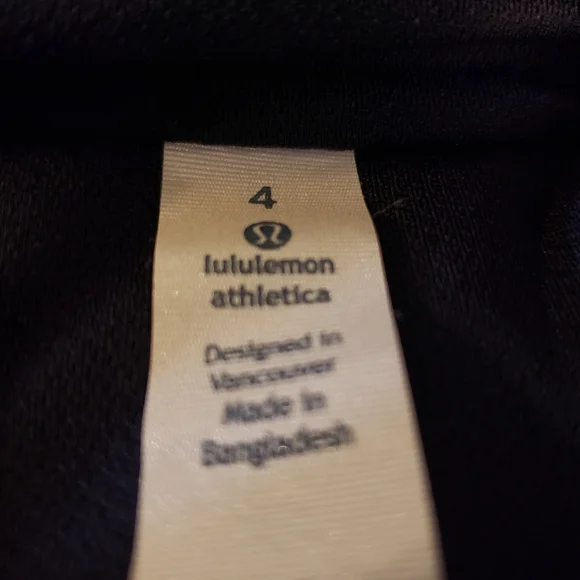 4
lululemon
athletica
Designed in
Vancouver
Made in
Bangladesh